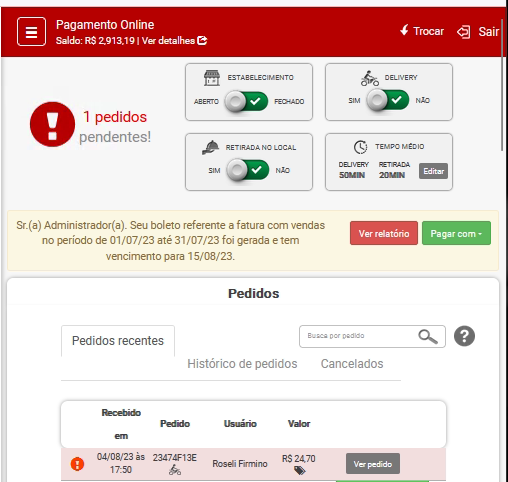 Pagamento Online
Saldo: R$ 2,913,19 | Ver detalhes
Trocar
Sair
1 pedidos
pendentes!
ESTABELECIMENTO
ABERTO
FECHADO
DELIVERY
SIM
NÃO
RETIRADA NO LOCAL
SIM
NÃO
TEMPO MÉDIO
DELIVERY
50MIN
RETIRADA
20MIN
Editar
Sr.(a) Administrador(a). Seu boleto referente a fatura com vendas
no período de 01/07/23 até 31/07/23 foi gerada e tem
vencimento para 15/08/23.
Ver relatório
Pagar com
Pedidos
Pedidos recentes
Histórico de pedidos
Cancelados
Busca por pedido
?
Recebido
em
Pedido
Usuário
Valor
04/08/23 às
17:50
23474F13E
Roseli Firmino
R$ 24,70
Ver pedido